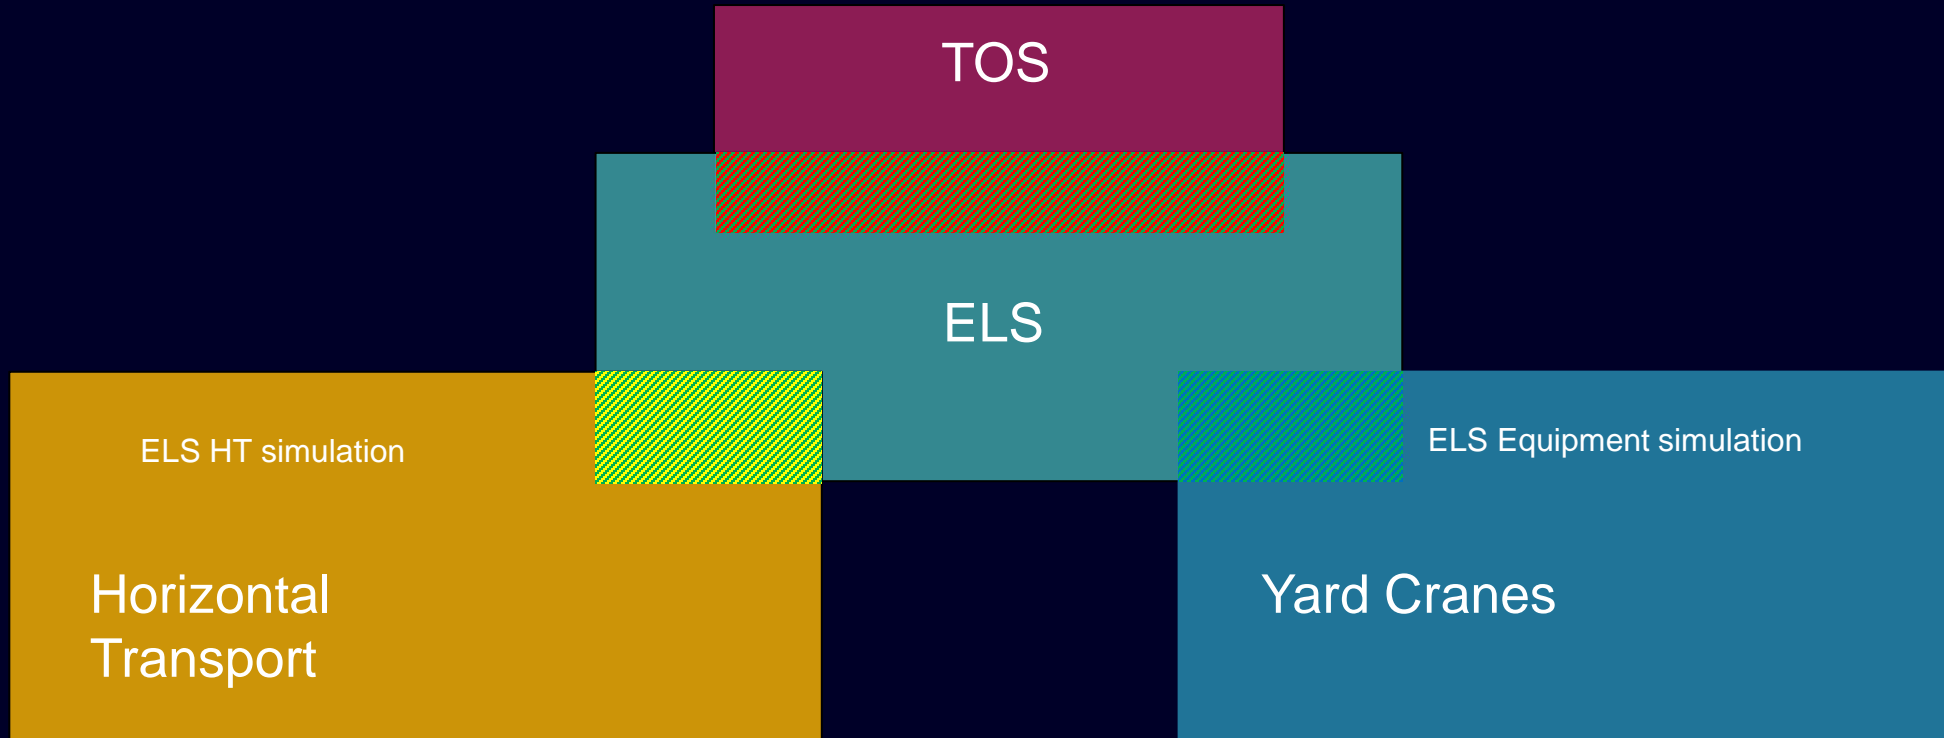 TOS
ELS
ELS HT simulation
ELS Equipment simulation
Horizontal
Transport
Yard Cranes